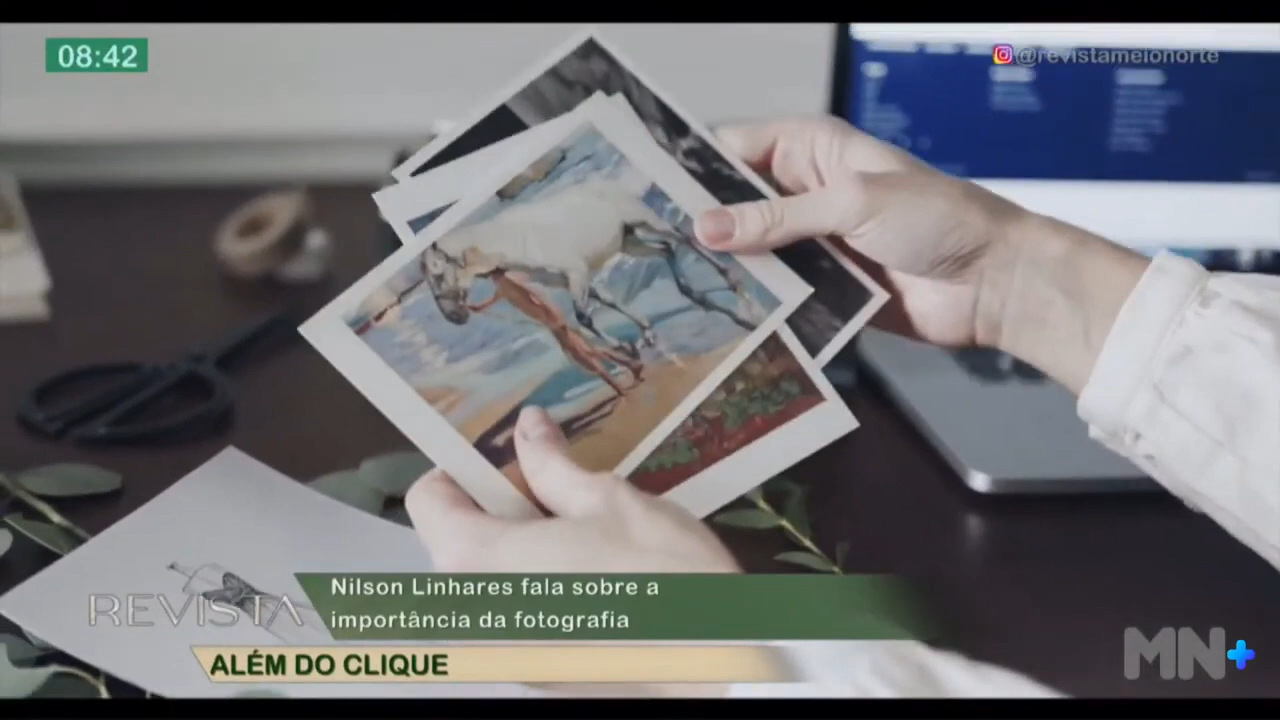 08:42
@revistameionorte
Nilson Linhares fala sobre a
importância da fotografia
REVISTA
ALÉM DO CLIQUE
MN+